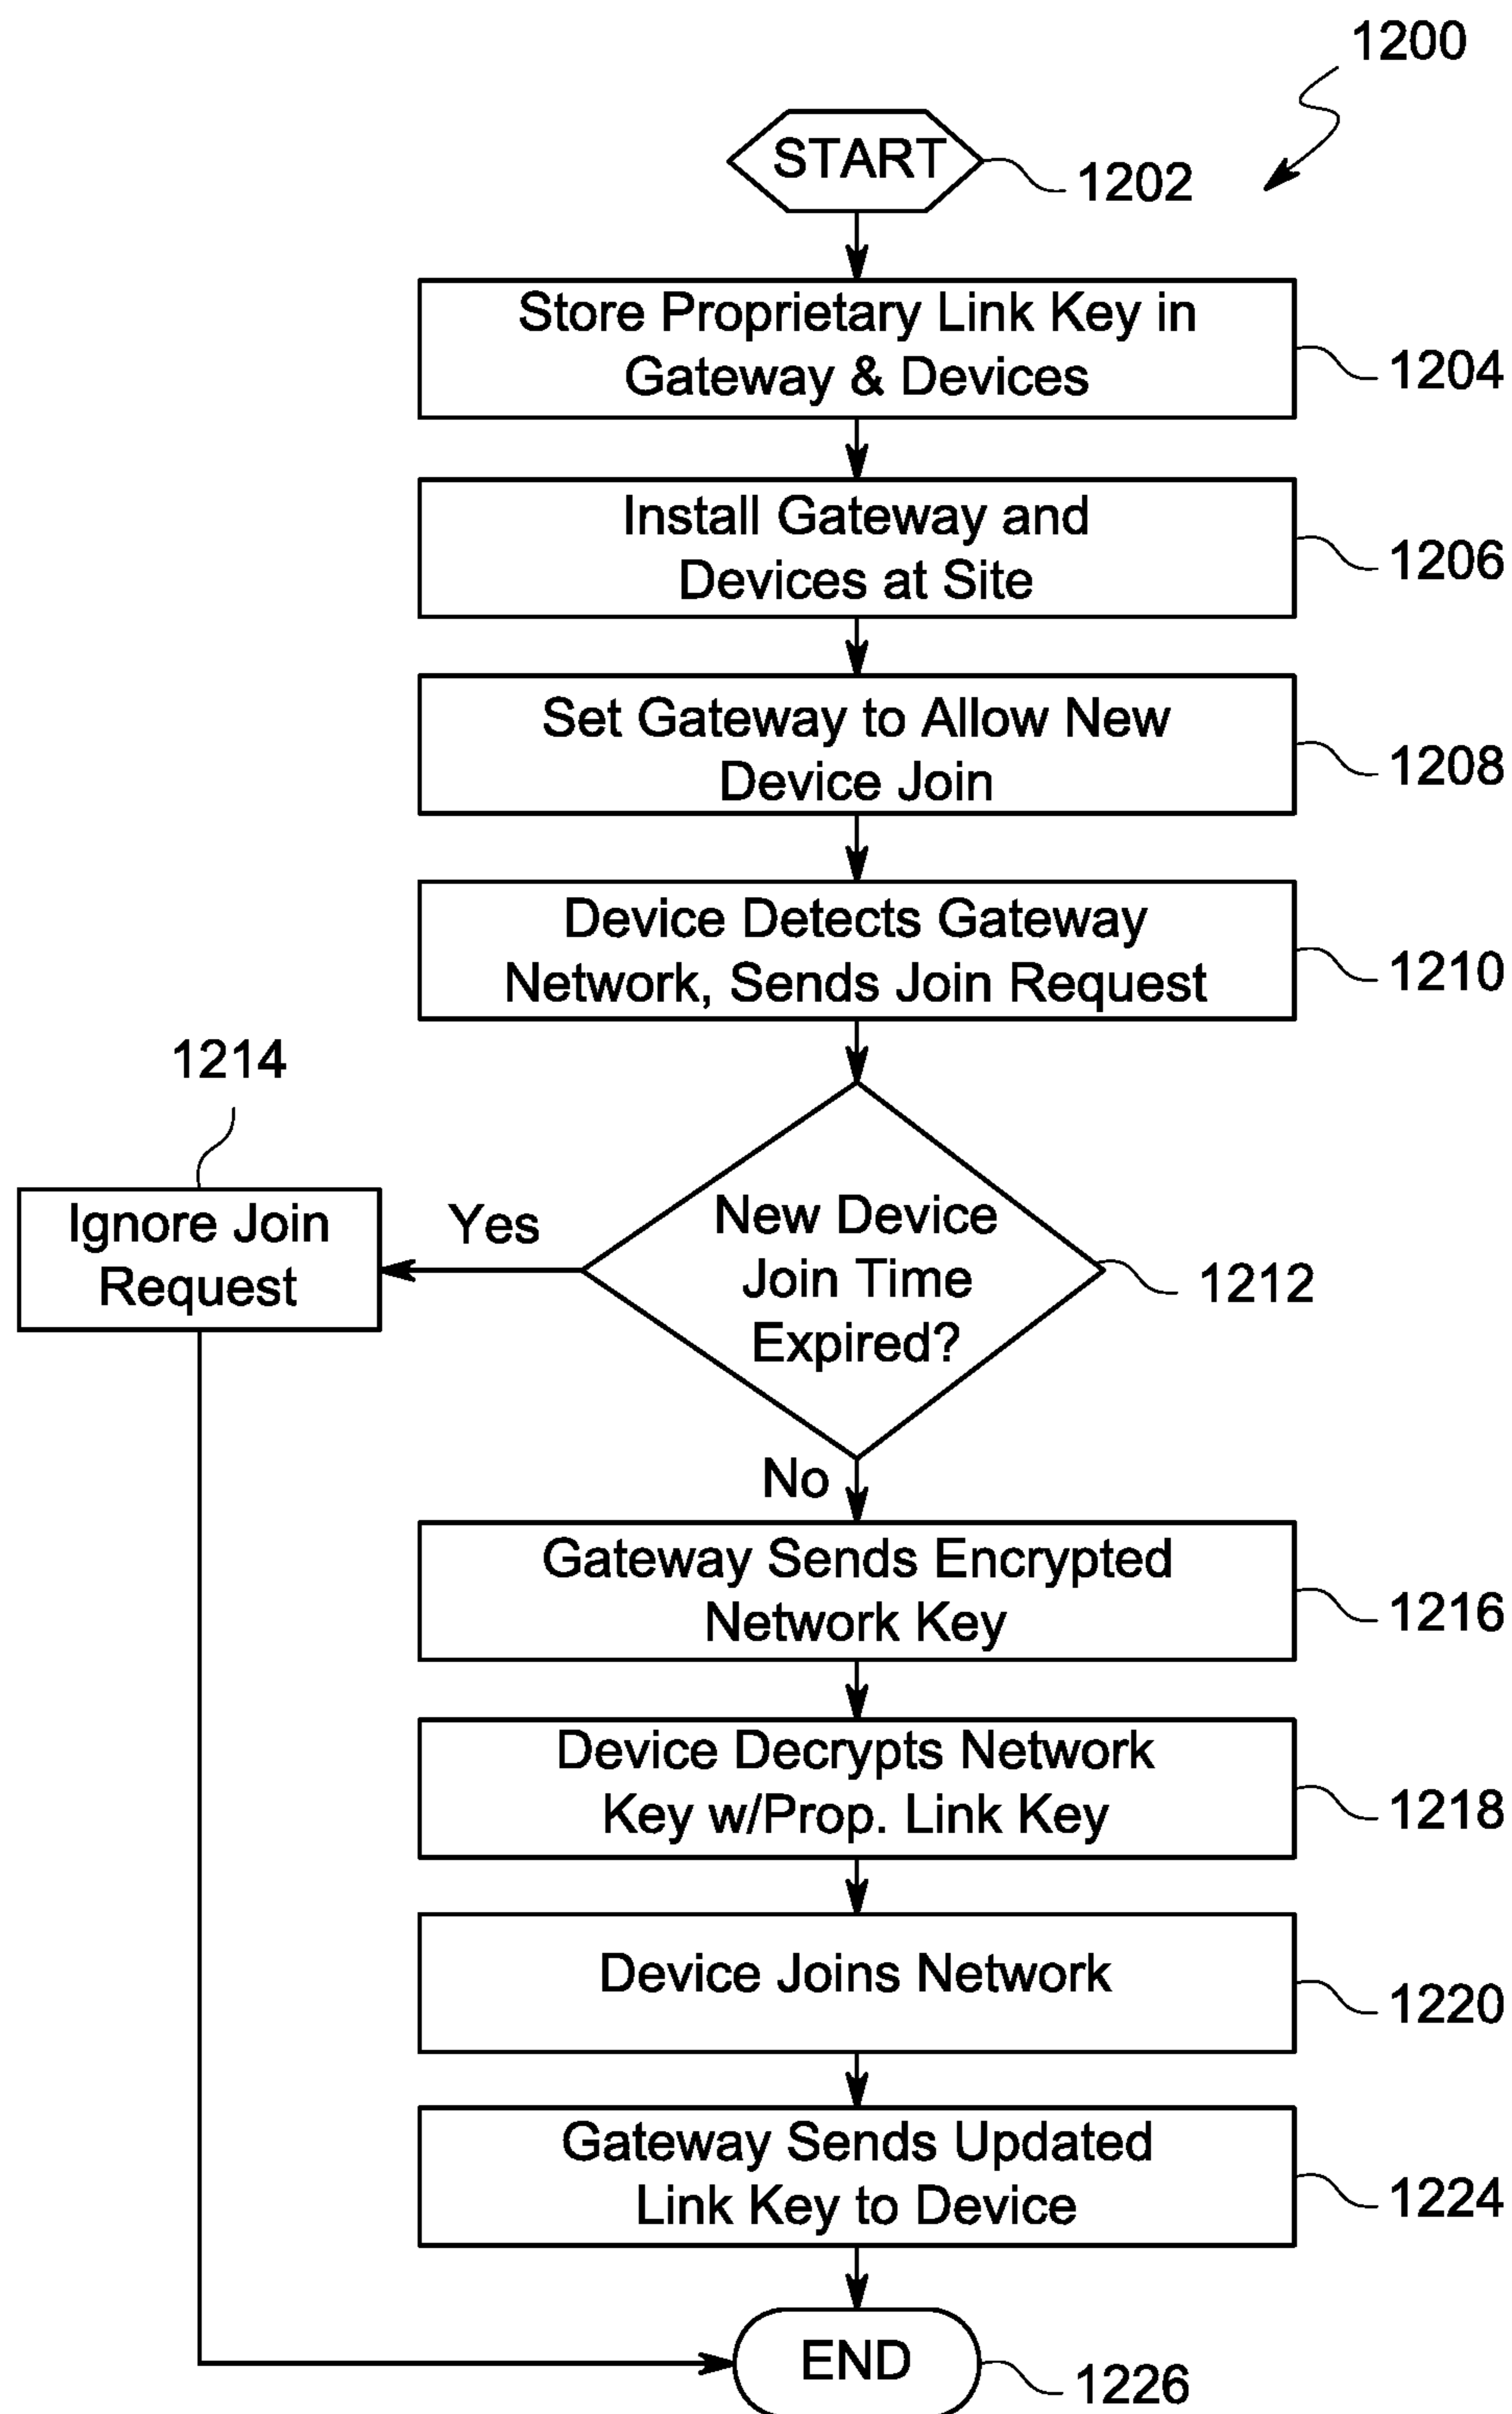 1200
START
1202
Store Proprietary Link Key in
Gateway & Devices
1204
Install Gateway and
Devices at Site
1206
Set Gateway to Allow New
Device Join
1208
Device Detects Gateway
Network, Sends Join Request
1210
1214
Ignore Join
Request
Yes
New Device
Join Time
Expired?
1212
No
Gateway Sends Encrypted
Network Key
1216
Device Decrypts Network
Key w/Prop. Link Key
1218
Device Joins Network
1220
Gateway Sends Updated
Link Key to Device
1224
END
1226